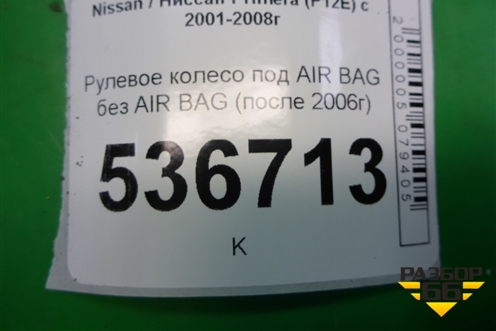 Nissan / Ниссан Primera (P12E) с
2001-2008г
Рулевое колесо под AIR BAG
без AIR BAG (после 2006г)
536713
К
2000005079405
РАЗБОР
66